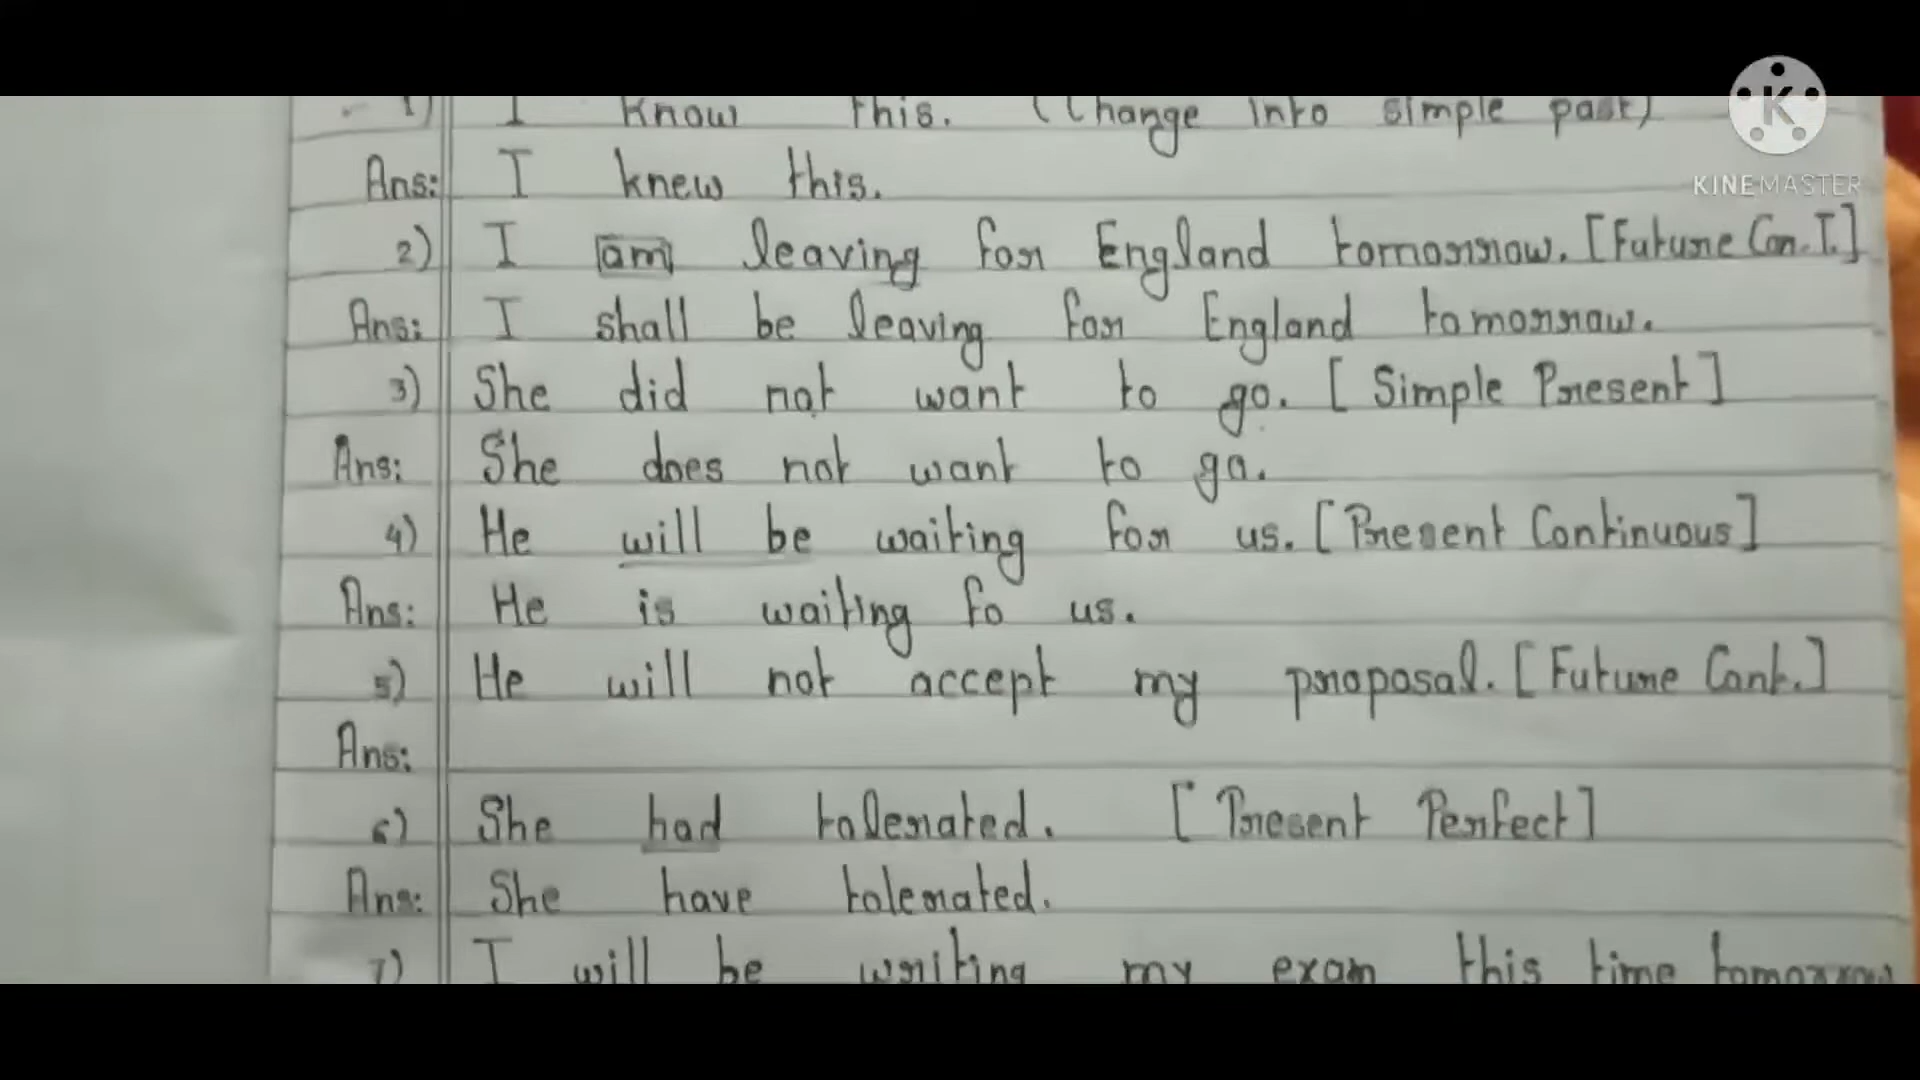 1) I know this. (Change into simple past)
Ans: I knew this.
2) I am leaving for England tomorrow. [Future Con. T.]
Ans: I shall be leaving for England tomorrow.
3) She did not want to go. [Simple Present]
Ans: She does not want to go.
4) He will be waiting for us. [Present Continuous]
Ans: He is waiting fo us.
5) He will not accept my proposal. [Future Cont.]
Ans:
6) She had tolerated. [Present Perfect]
Ans: She have tolerated.
7) I will be writing my exam this time tomorrow
K
KINEMASTER